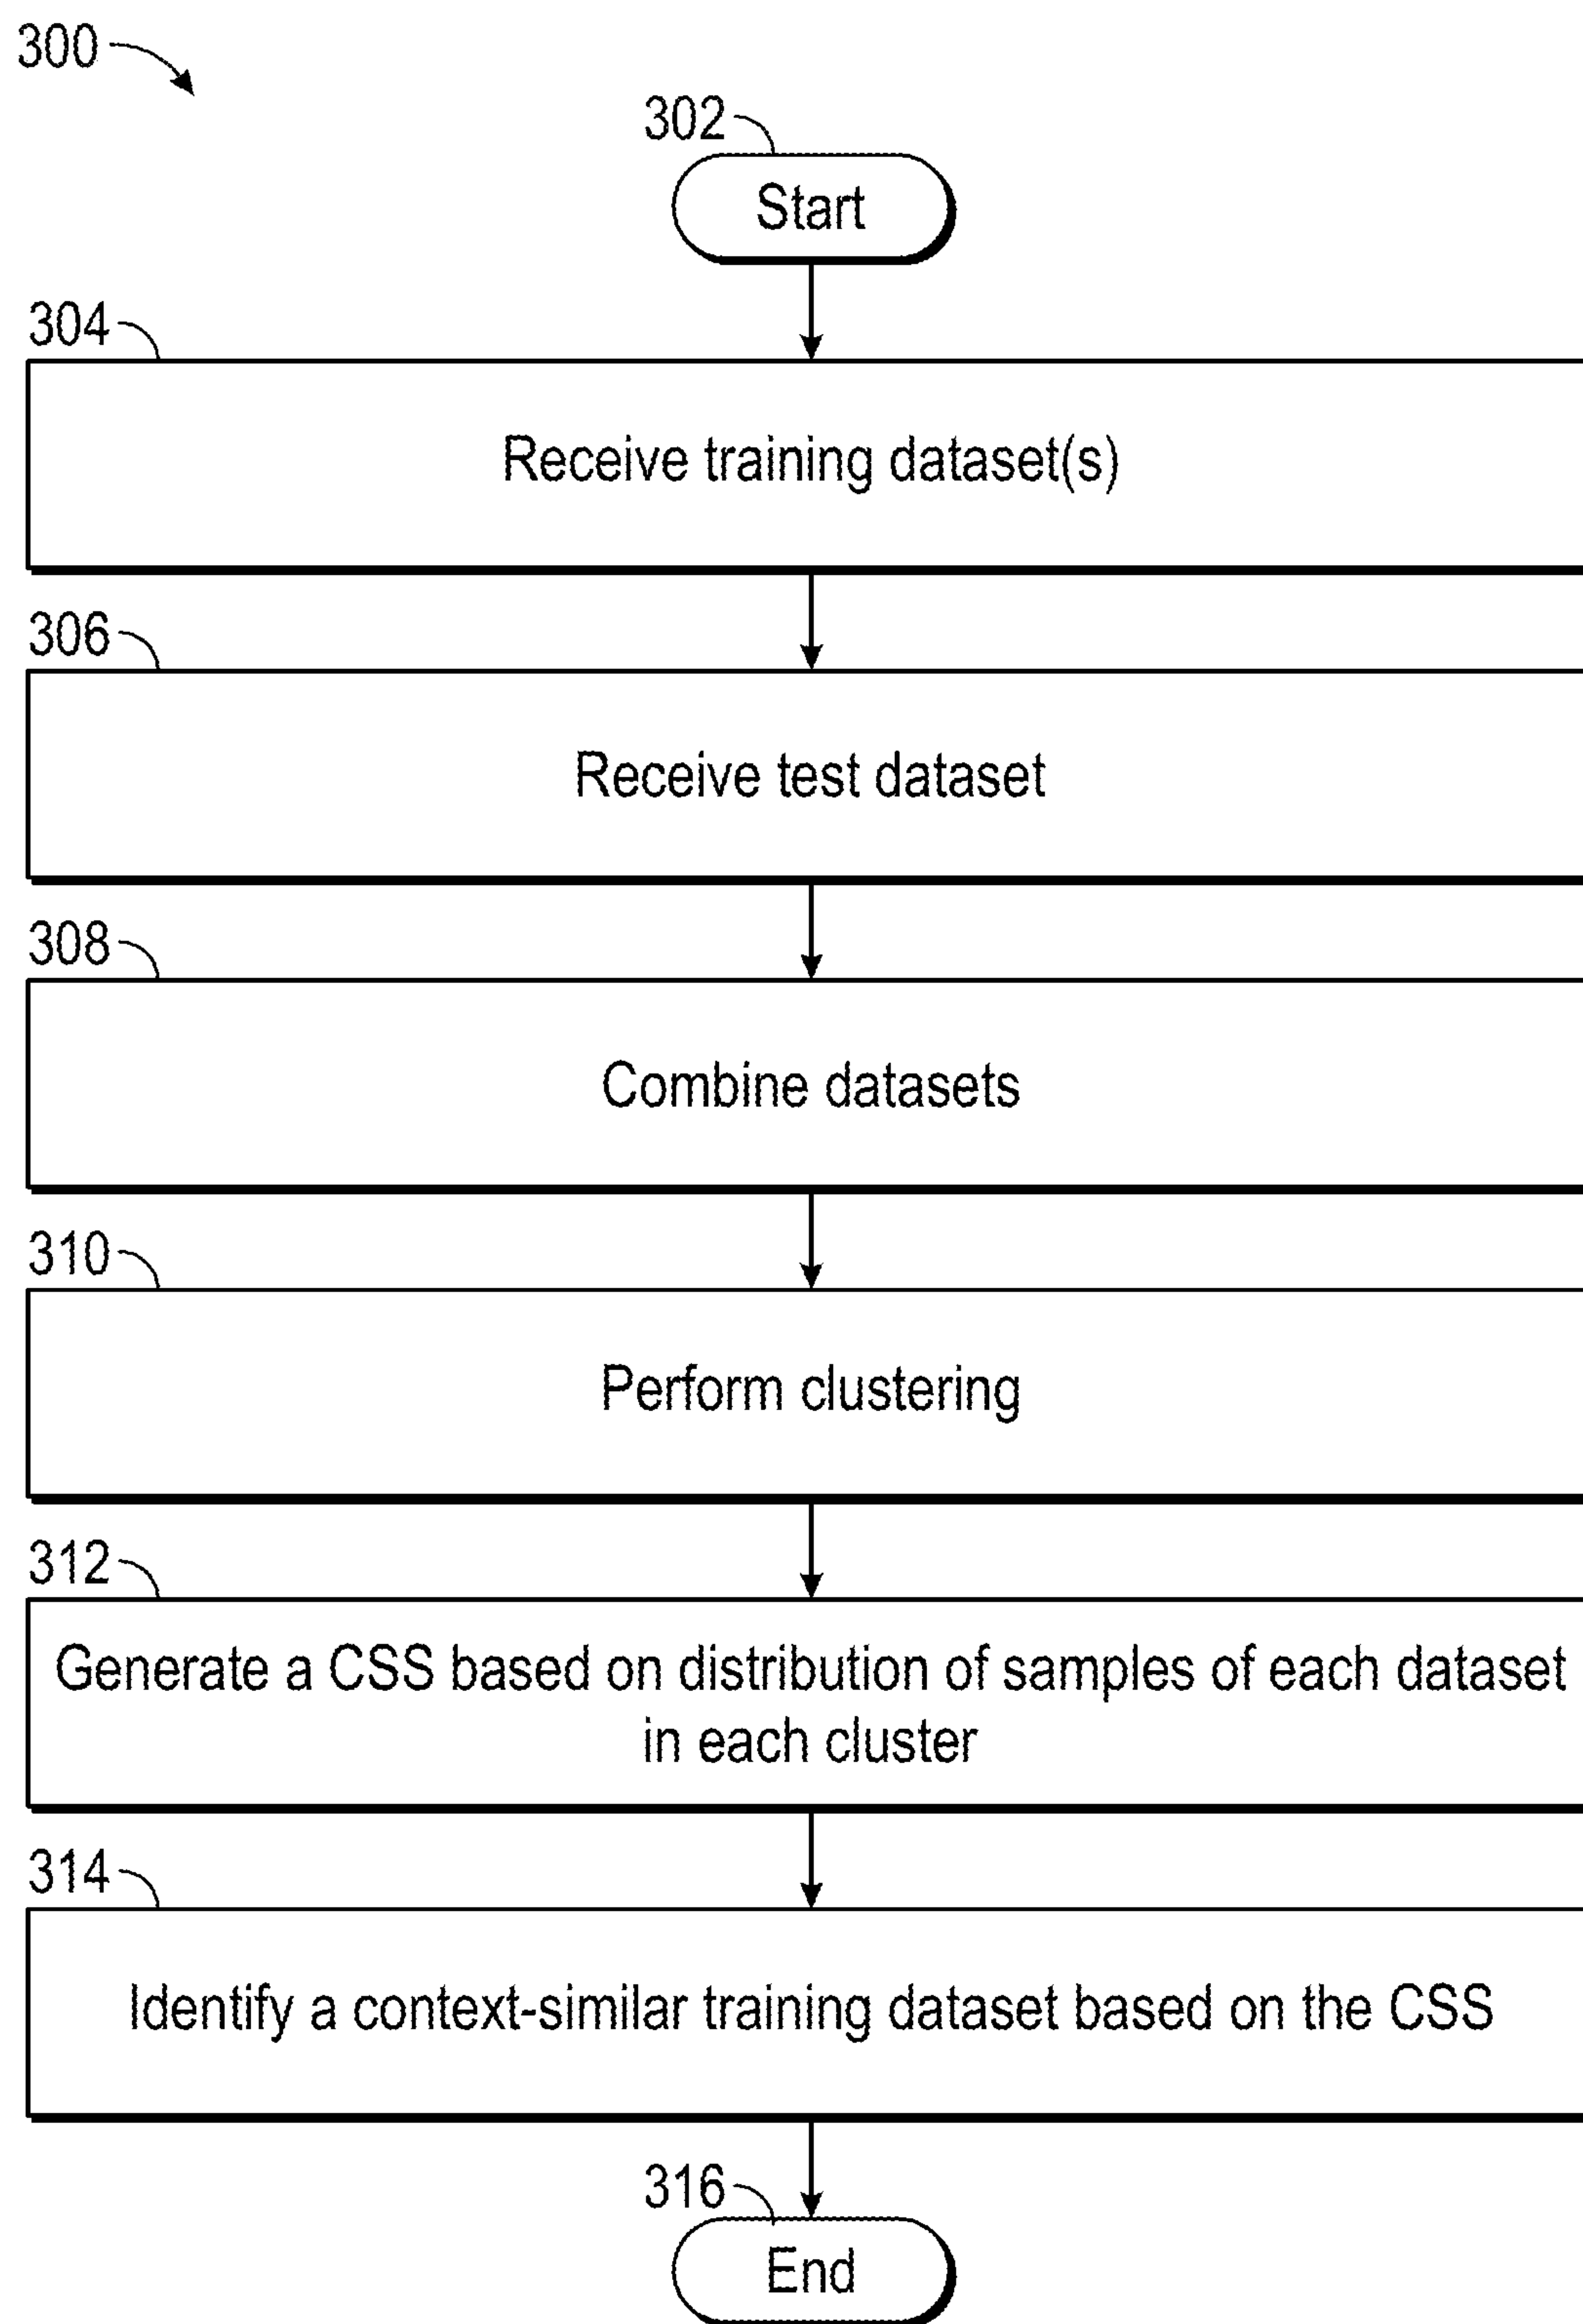 300
302
Start
304
Receive training dataset(s)
306
Receive test dataset
308
Combine datasets
310
Perform clustering
312
Generate a CSS based on distribution of samples of each dataset
in each cluster
314
Identify a context-similar training dataset based on the CSS
316
End